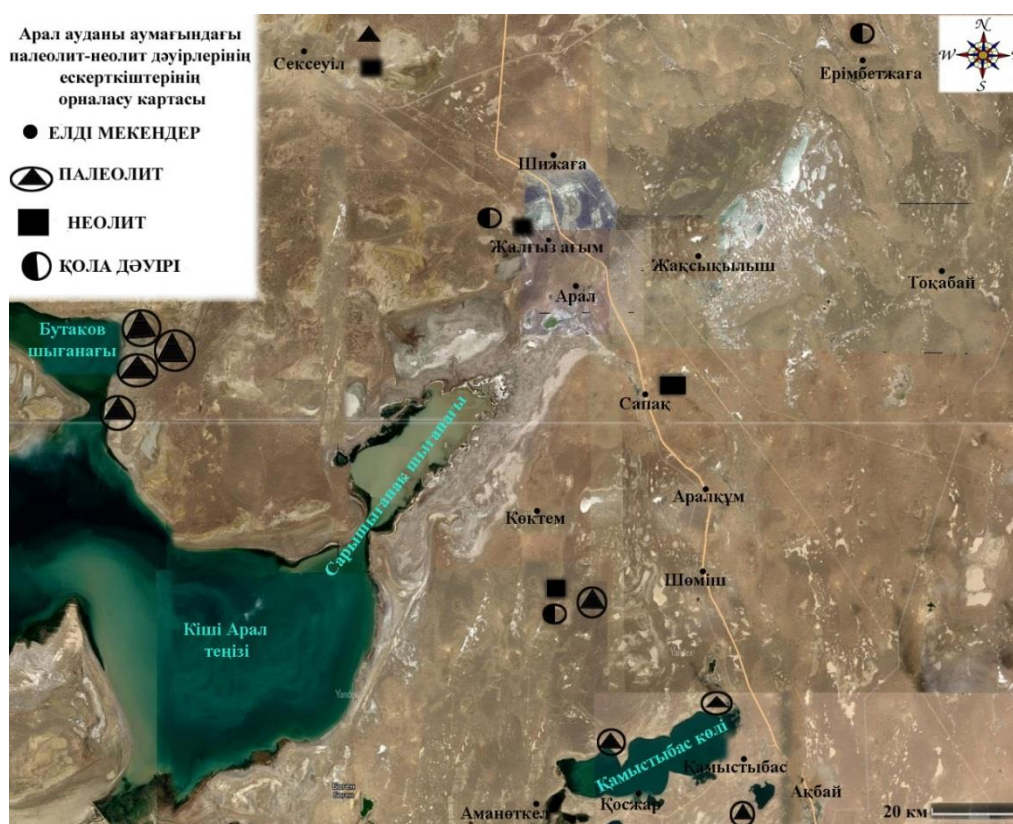 Арал ауданы аумағындағы
палеолит-неолит дәуірлерінің
ескерткіштерінің
орналасу картасы
ЕЛДІ МЕКЕНДЕР
ПАЛЕОЛИТ
НЕОЛИТ
ҚОЛА ДӘУІРІ
Сексеуіл
Ерімбетжаға
N
W
S
Шижаға
Жалғыз ағым
Жақсықылыш
Тоқабай
Арал
Бутаков
шығанағы
Сапақ
Сарышығанақ шығанағы
Аралқұм
Көктем
Шөміш
Кіші Арал
теңізі
Қамыстыбас көлі
Қамыстыбас
Қосжар
Ақбай
Аманөткел
20 км